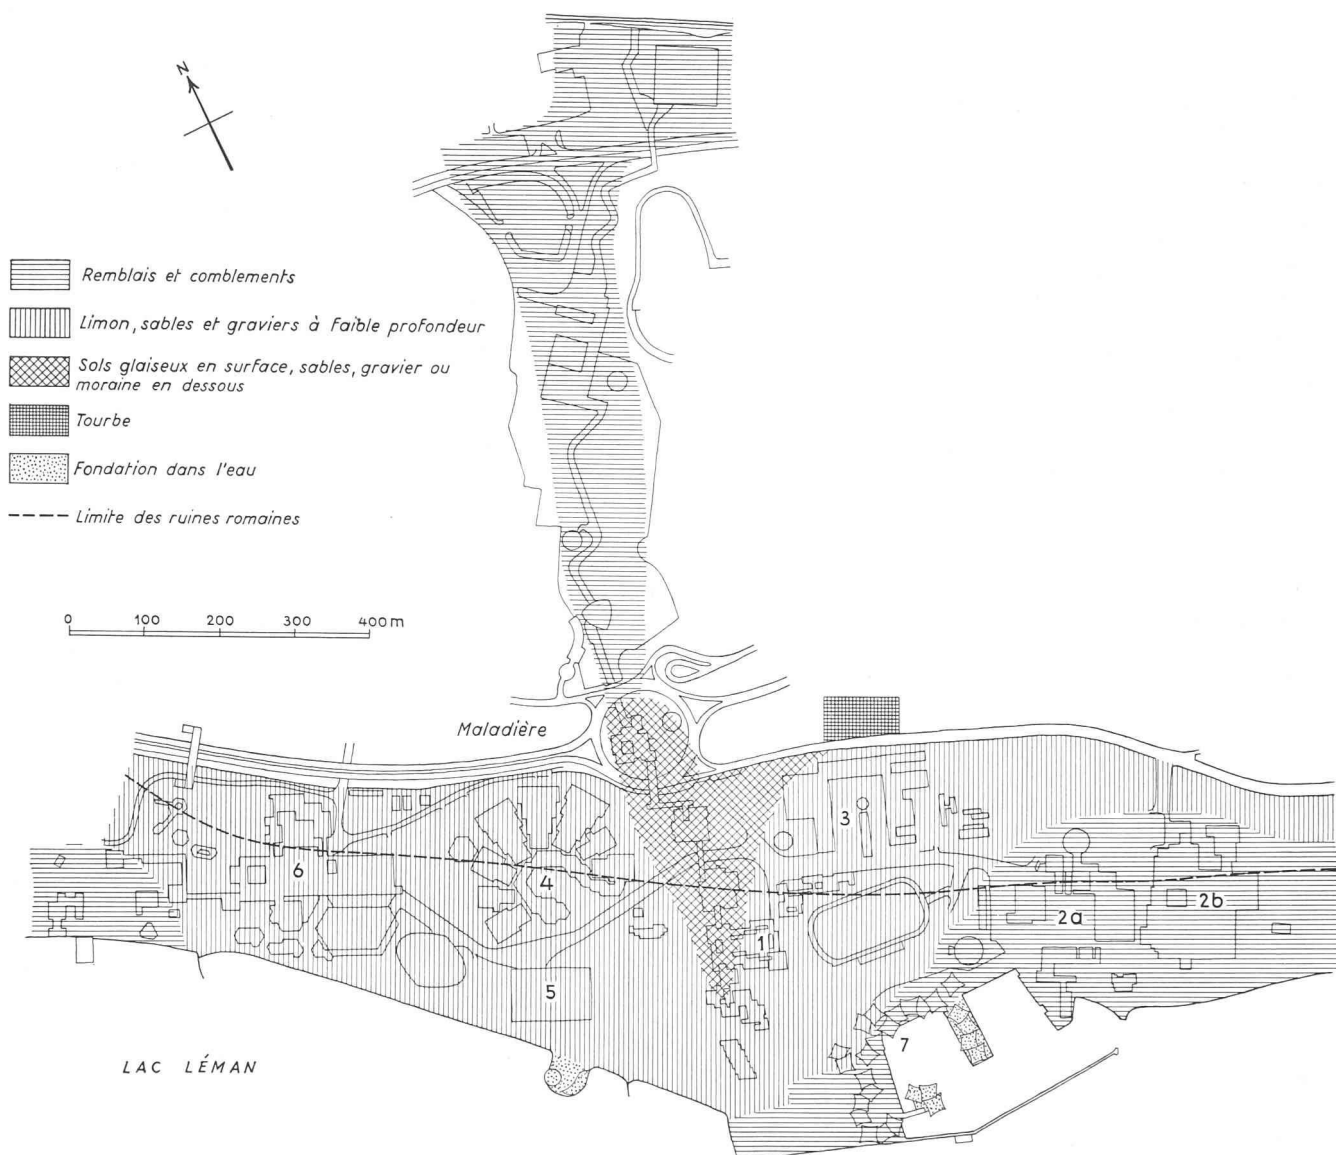 N
Remblais et comblements
Limon, sables et graviers à faible profondeur
Sols glaiseux en surface, sables, gravier ou
moraine en dessous
Tourbe
Fondation dans l'eau
Limite des ruines romaines
0 100 200 300 400 m
Maladière
3
6
4
2a
2b
1
5
7
LAC LÉMAN